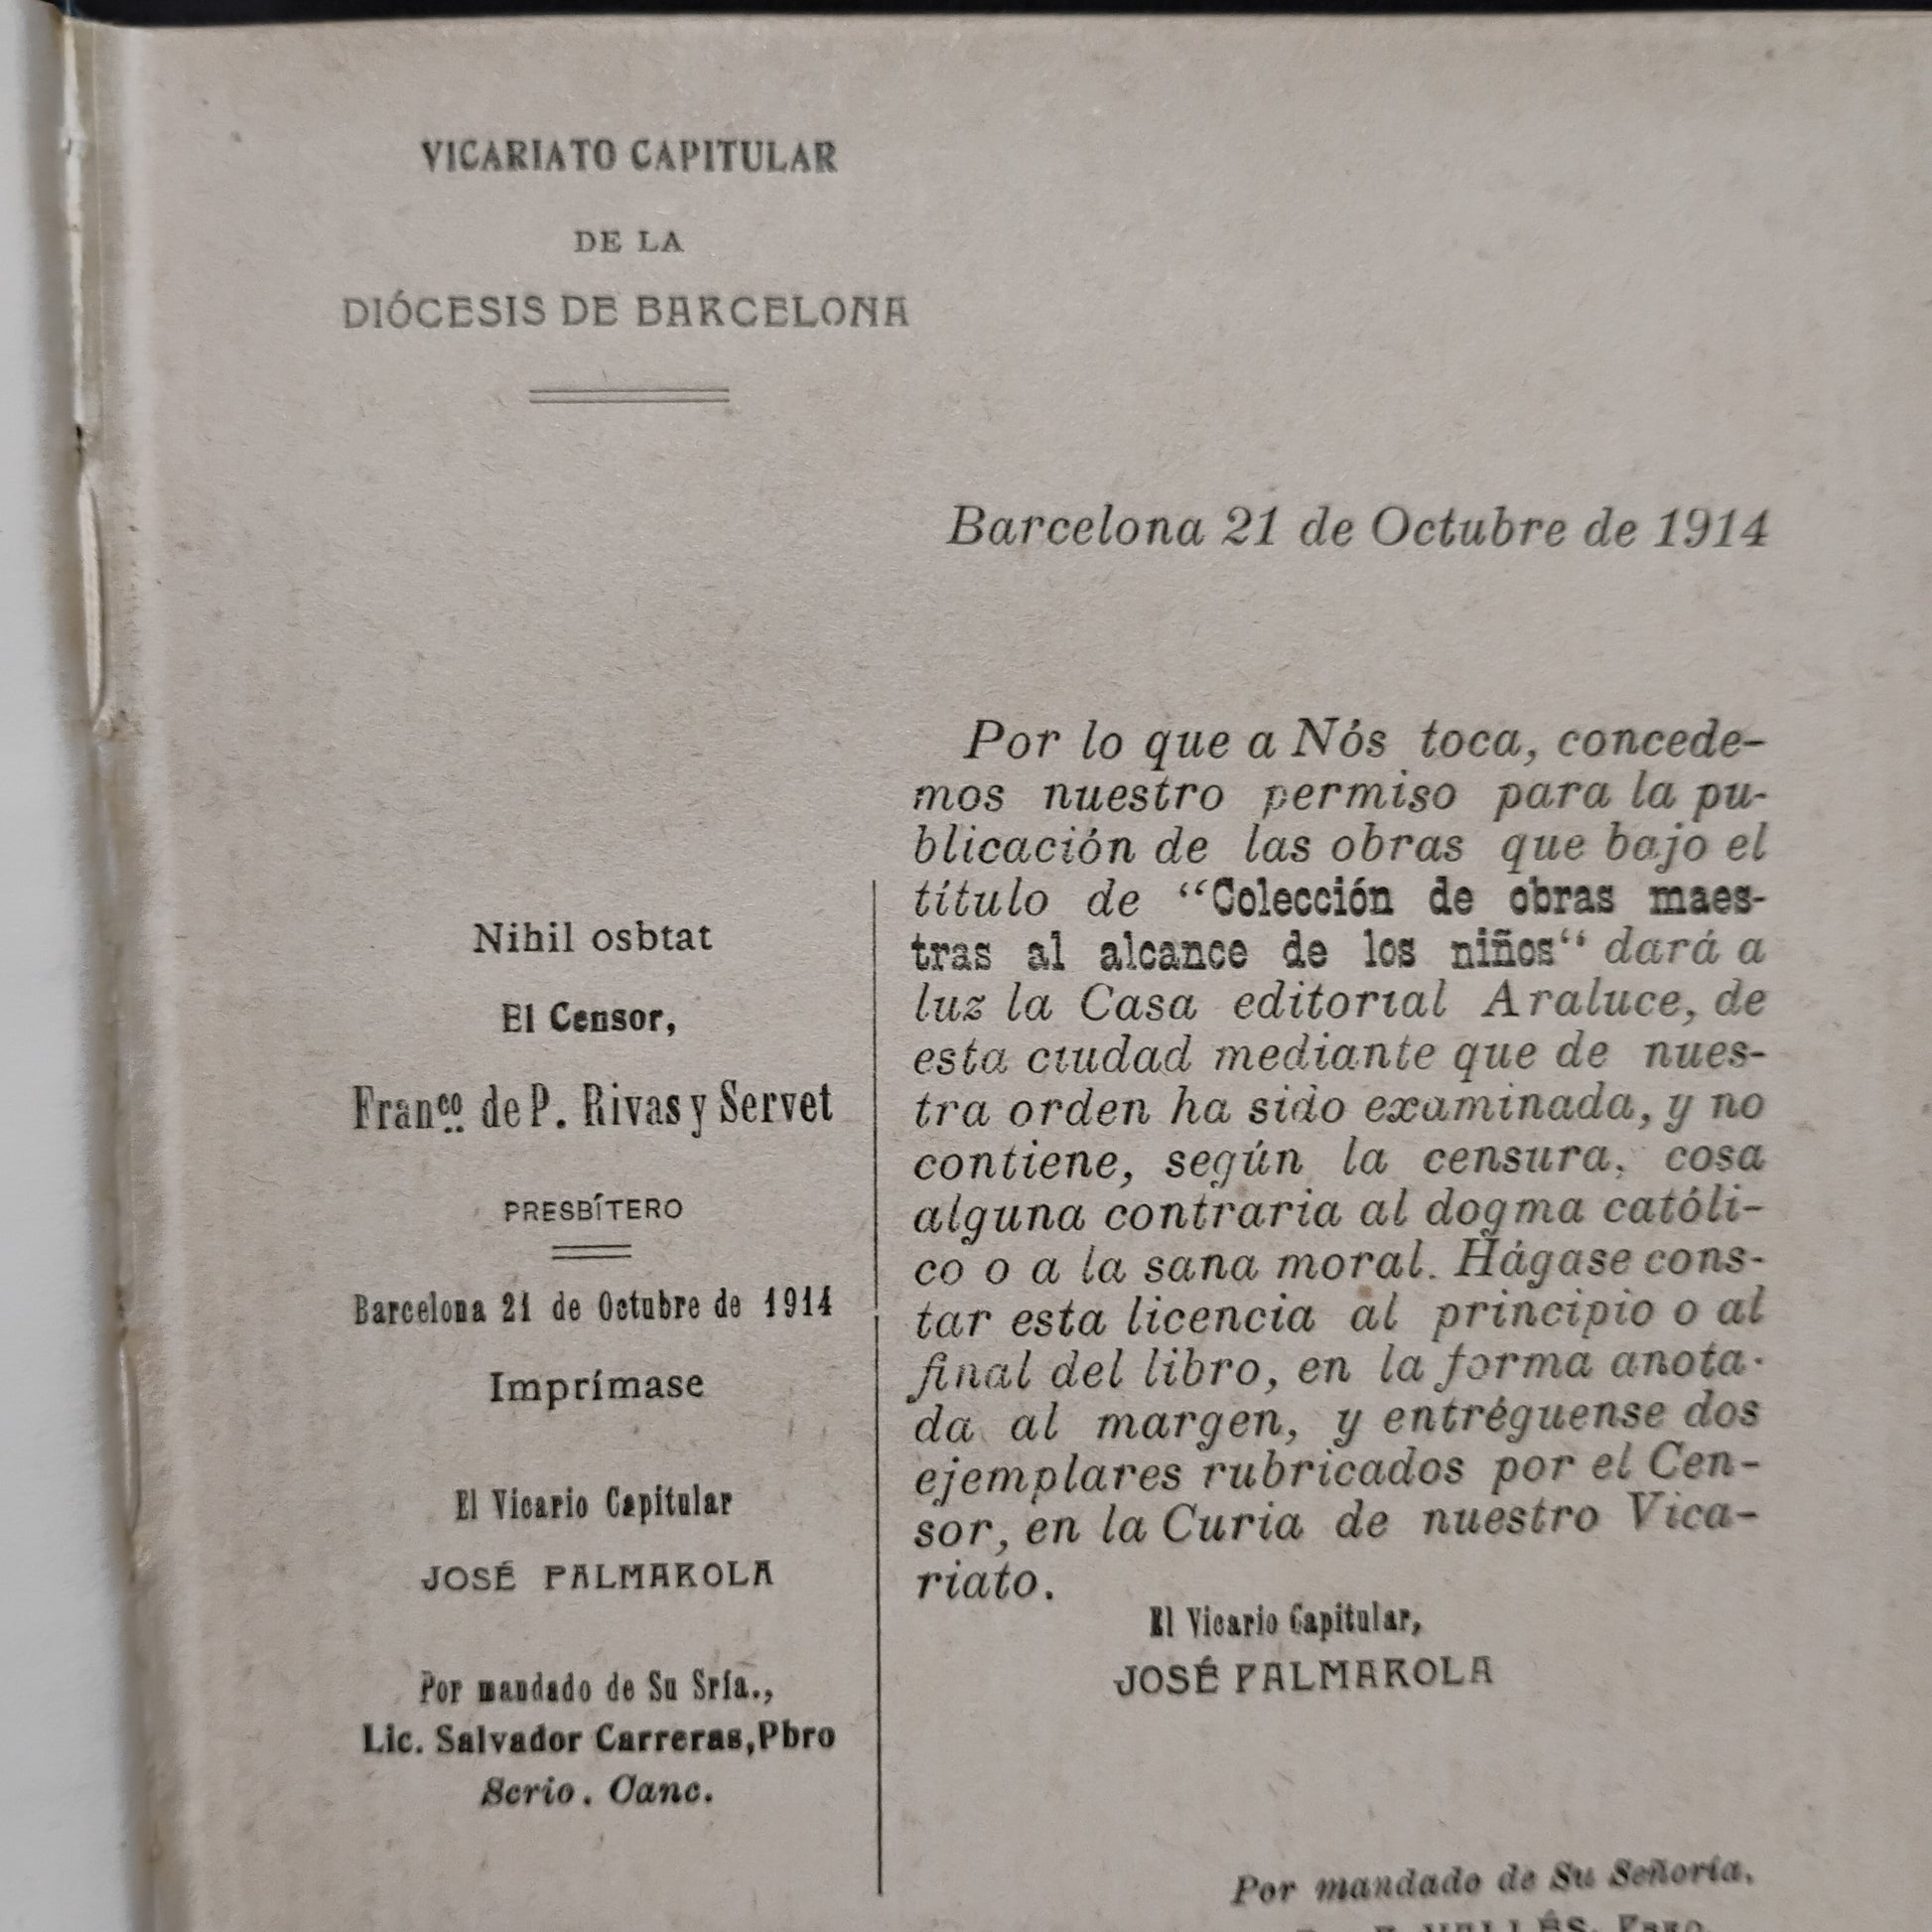 VICARIATO CAPITULAR
DE LA
DIÓCESIS DE BARCELONA
Barcelona 21 de Octubre de 1914
Nihil osbtat
El Censor,
Franco. de P. Rivas y Servet
PRESBÍTERO
Barcelona 21 de Octubre de 1914
Imprímase
El Vicario Capitular
JOSÉ PALMAROLA
Por mandado de Su Sría.,
Lic. Salvador Carreras, Pbro
Scrio. Canc.
Por lo que a Nós toca, concede-
mos nuestro permiso para la pu-
blicación de las obras que bajo el
título de “Colección de obras maes-
tras al alcance de los niños“ dará a
luz la Casa editorial Araluce, de
esta ciudad mediante que de nues-
tra orden ha sido examinada, y no
contiene, según la censura, cosa
alguna contraria al dogma católi-
co o a la sana moral. Hágase cons-
tar esta licencia al principio o al
final del libro, en la forma anota-
da al margen, y entréguense dos
ejemplares rubricados por el Cen-
sor, en la Curia de nuestro Vica-
riato.
El Vicario Capitular,
JOSÉ PALMAROLA
Por mandado de Su Señoría.
VALLÉS, Pbro.